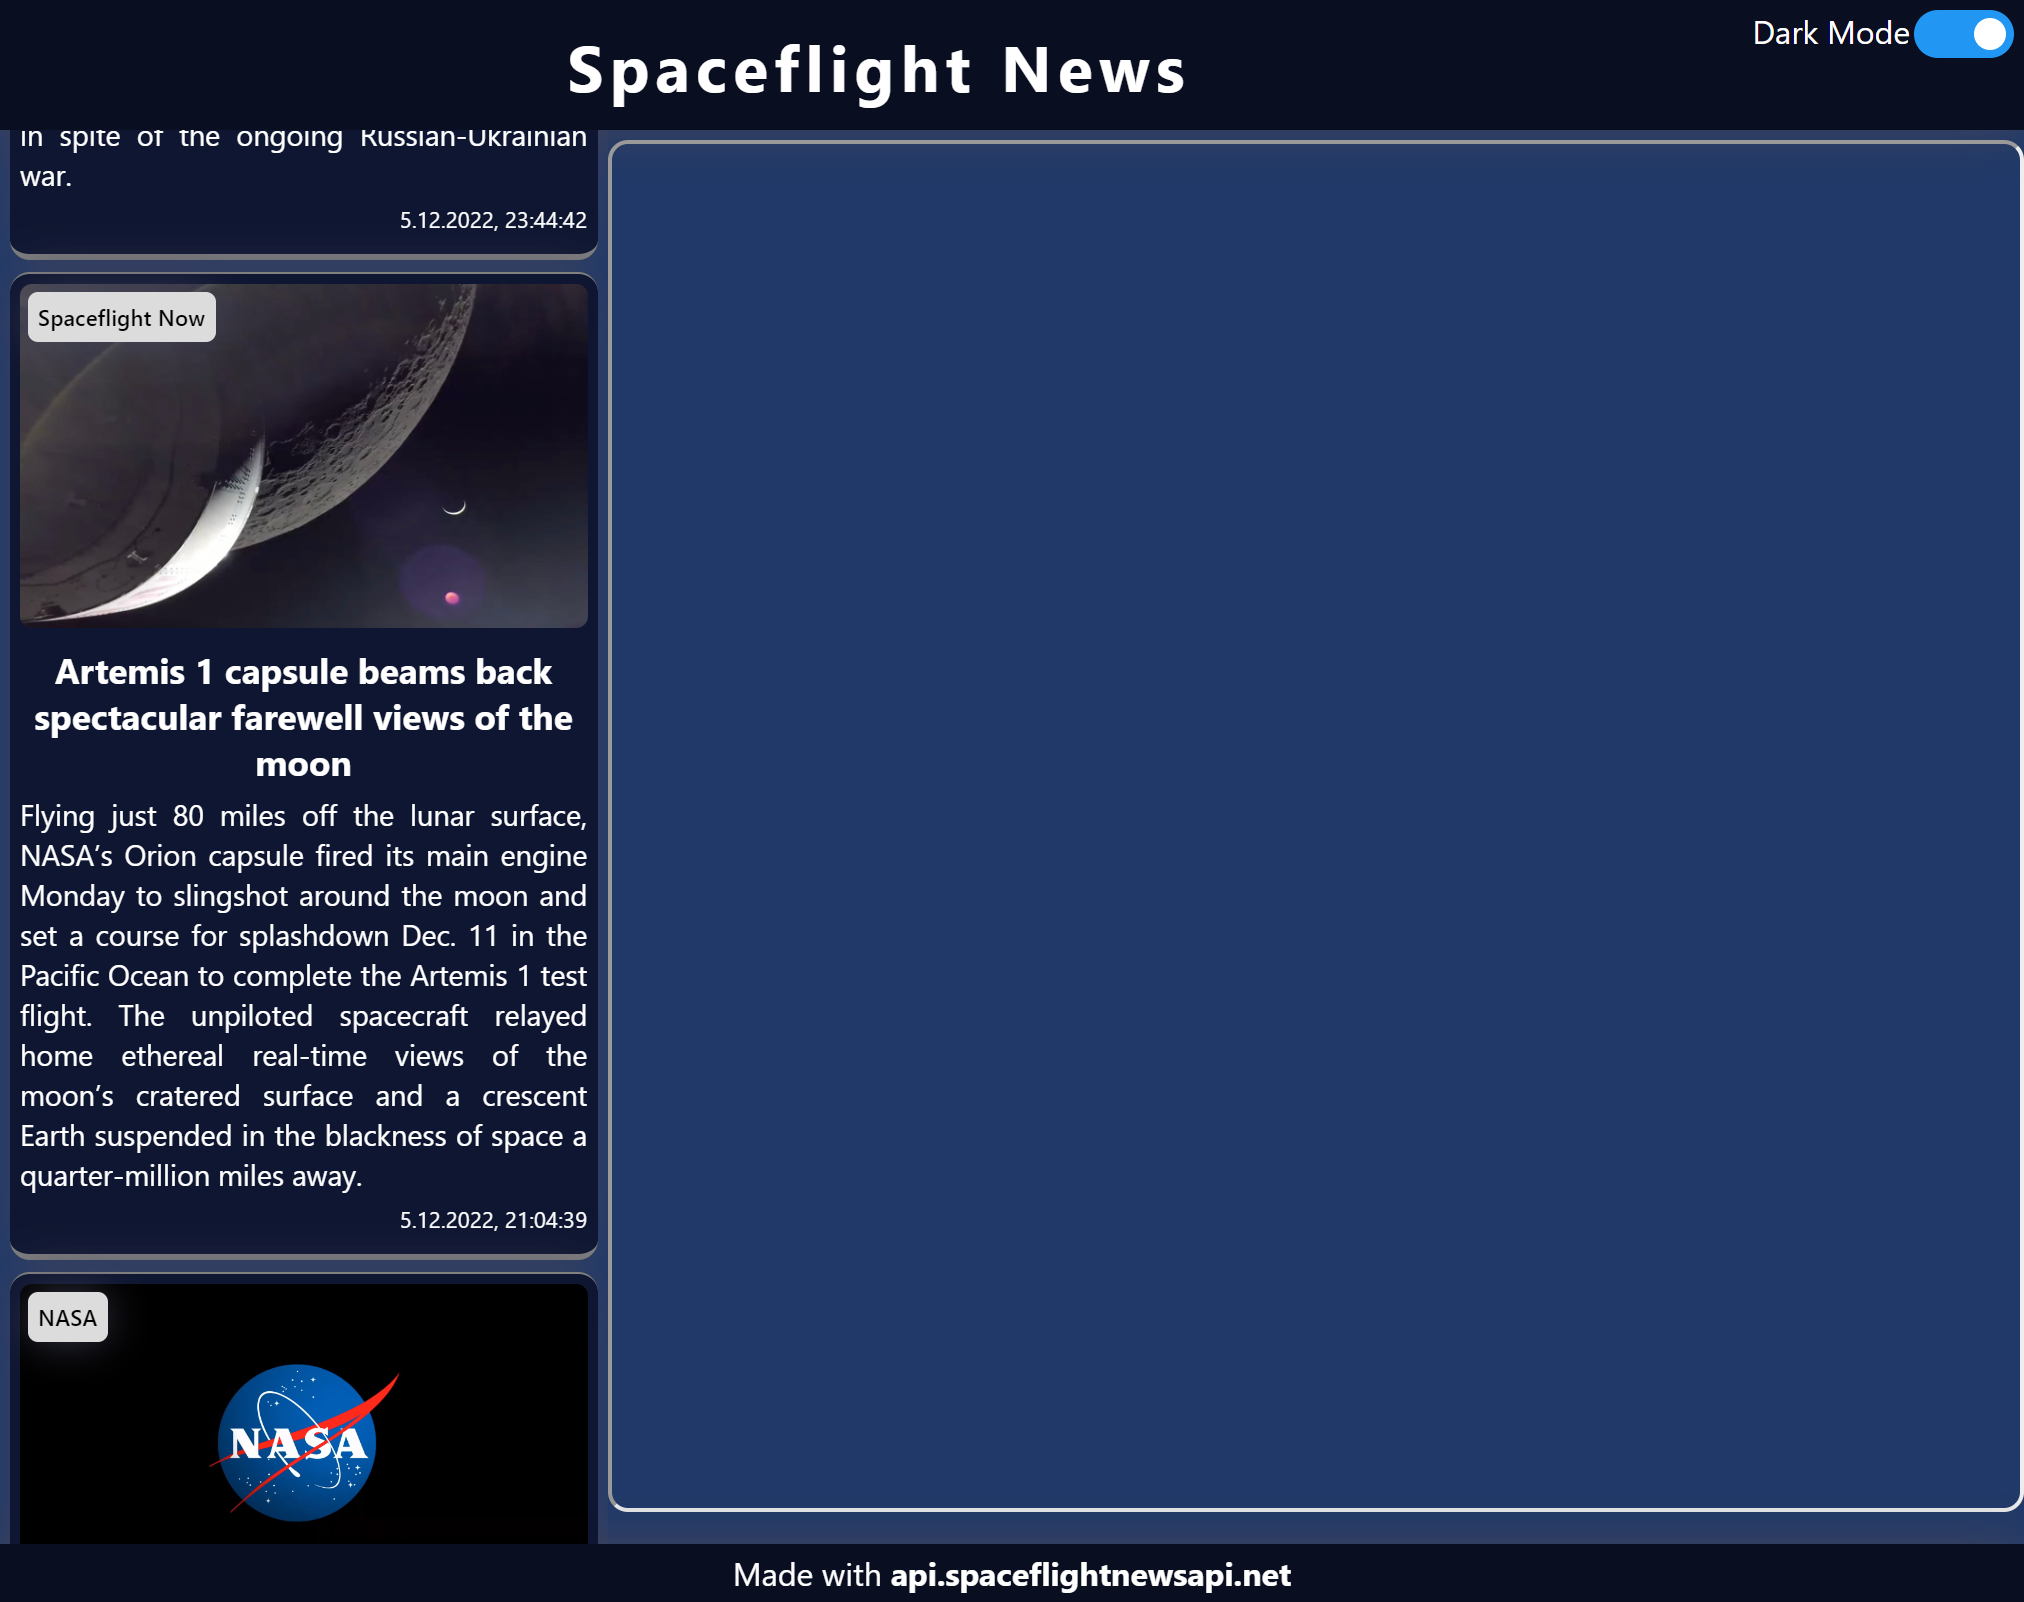 Spaceflight News
Dark Mode
in spite of the ongoing Russian-Ukrainian
war.
5.12.2022, 23:44:42
Spaceflight Now
Artemis 1 capsule beams back
spectacular farewell views of the
moon
Flying just 80 miles off the lunar surface,
NASA’s Orion capsule fired its main engine
Monday to slingshot around the moon and
set a course for splashdown Dec. 11 in the
Pacific Ocean to complete the Artemis 1 test
flight. The unpiloted spacecraft relayed
home ethereal real-time views of the
moon’s cratered surface and a crescent
Earth suspended in the blackness of space a
quarter-million miles away.
5.12.2022, 21:04:39
NASA
NASA
Made with api.spaceflightnewsapi.net